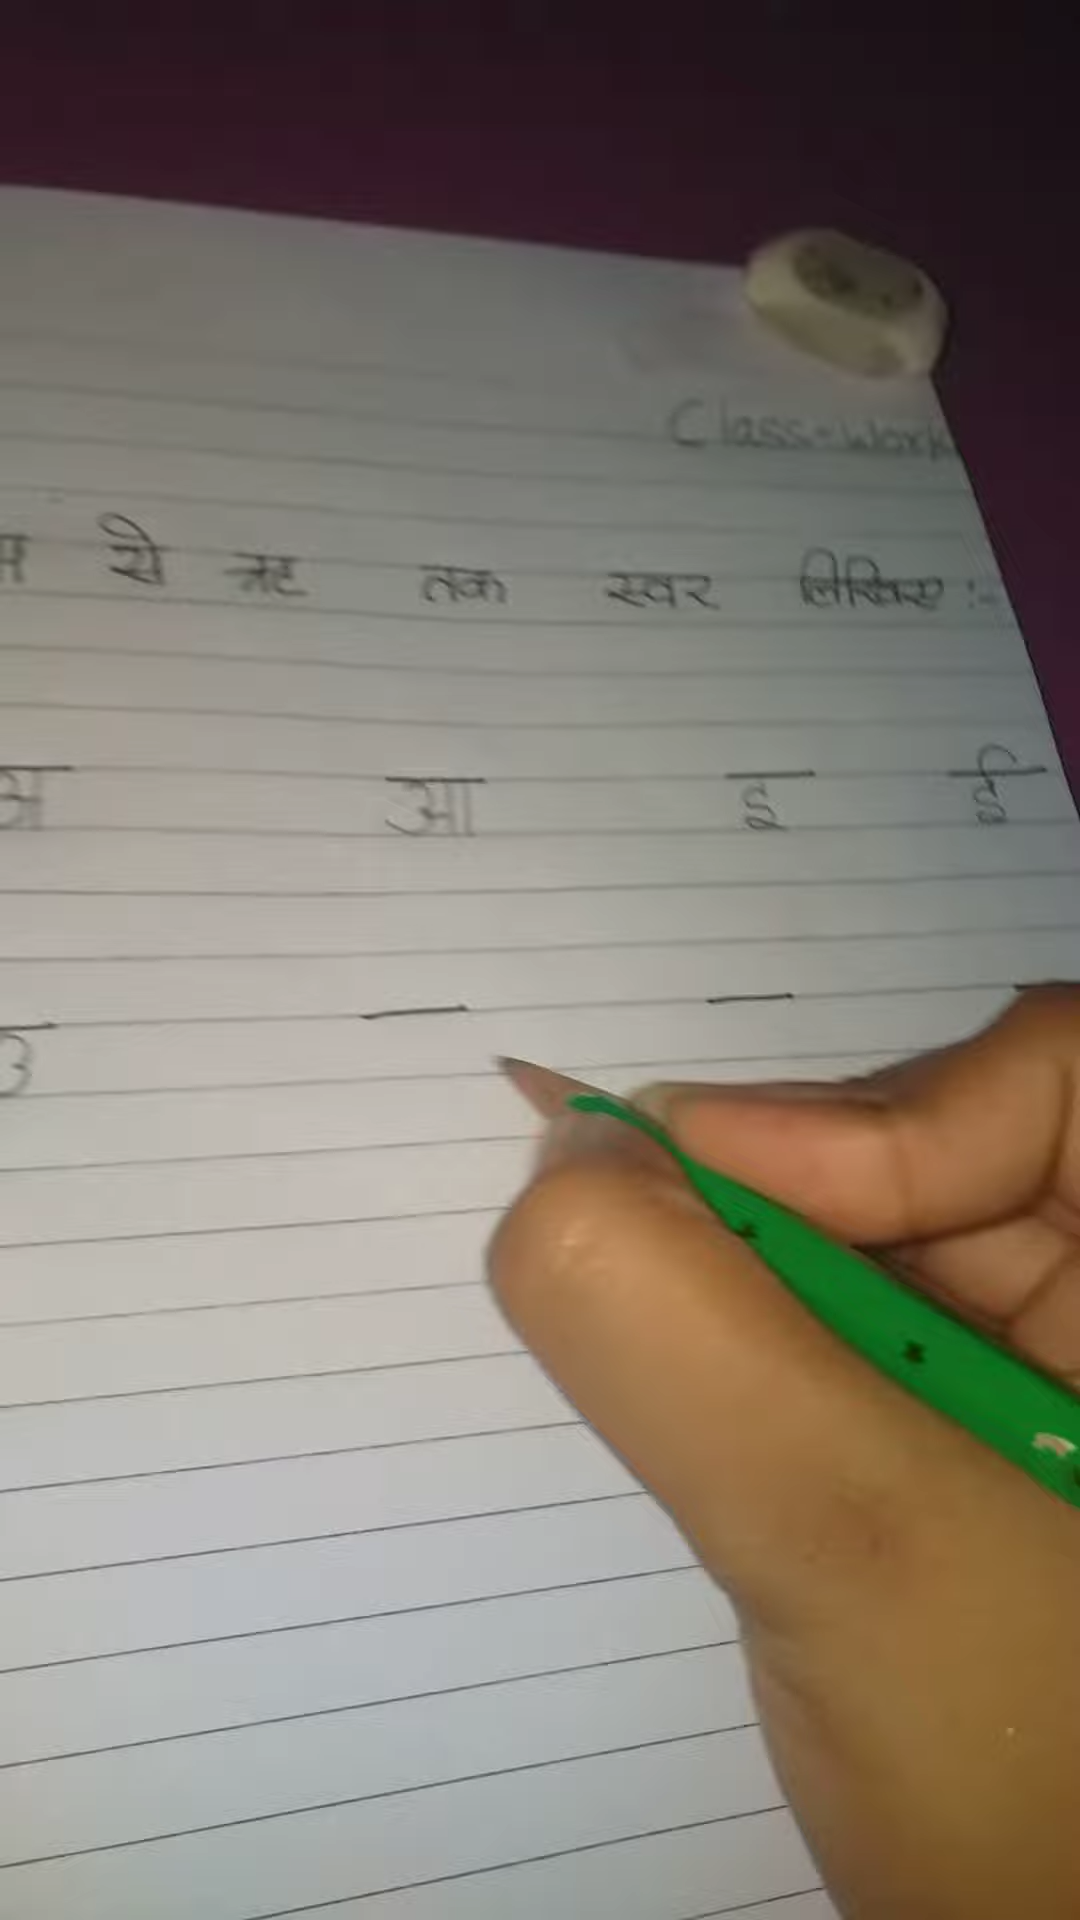 Class-Work
से ऋ तक स्वर लिखिए :-
अ आ इ ई
उ